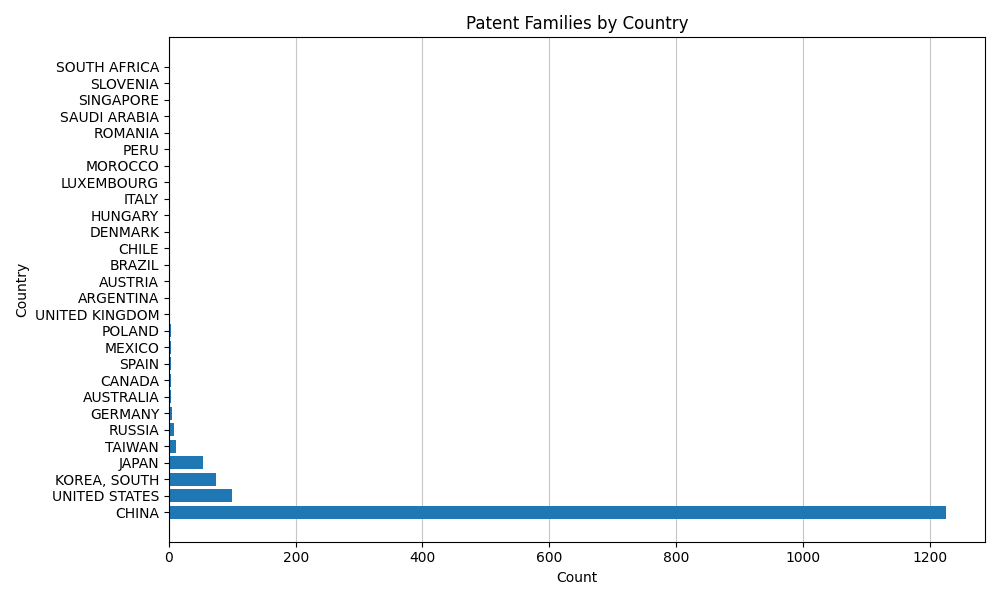 Patent Families by Country
Country
SOUTH AFRICA
SLOVENIA
SINGAPORE
SAUDI ARABIA
ROMANIA
PERU
MOROCCO
LUXEMBOURG
ITALY
HUNGARY
DENMARK
CHILE
BRAZIL
AUSTRIA
ARGENTINA
UNITED KINGDOM
POLAND
MEXICO
SPAIN
CANADA
AUSTRALIA
GERMANY
RUSSIA
TAIWAN
JAPAN
KOREA, SOUTH
UNITED STATES
CHINA
0 200 400 600 800 1000 1200
Count